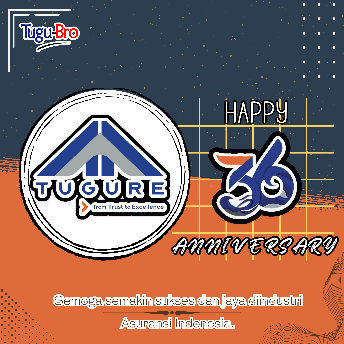 Tugu-Bro
HAPPY
TUGURE
from Trust to Excellence
36
ANNIVERSARY
Semoga semakin sukses dan jaya diindustri
Asuransi Indonesia.